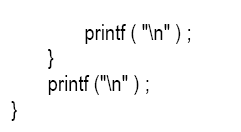 printf ( "\n" ) ;
}
printf ("\n" ) ;
}